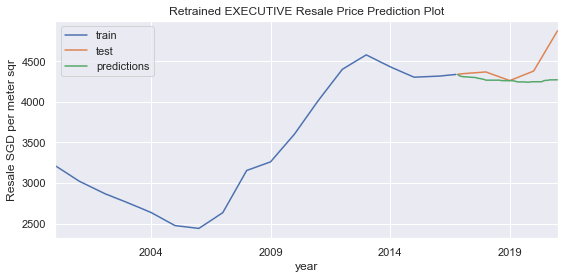 Retrained EXECUTIVE Resale Price Prediction Plot
train
test
predictions
4500
4000
3500
3000
2500
Resale SGD per meter sqr
2004 2009 2014 2019
year